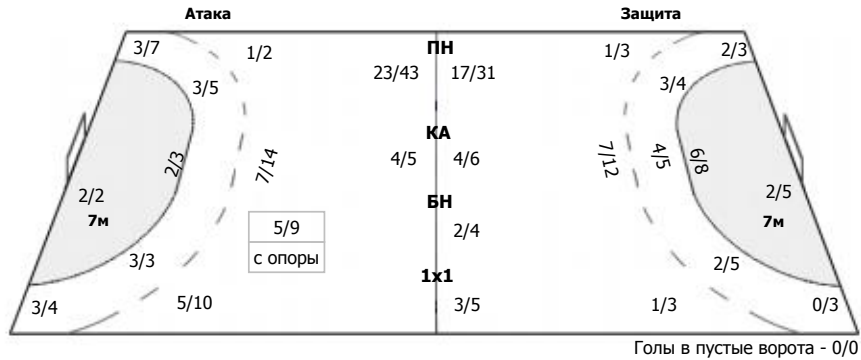 Атака Защита
3/7 1/2 ПН 1/3 2/3
3/5 23/43 17/31 3/4
КА
2/3 7/14 4/5 4/6 7/12 4/5 6/8
2/2 БН 2/5
7м 5/9 2/4 7м
3/3 с опоры 2/5
1x1
3/4 5/10 3/5 1/3 0/3
Голы в пустые ворота - 0/0